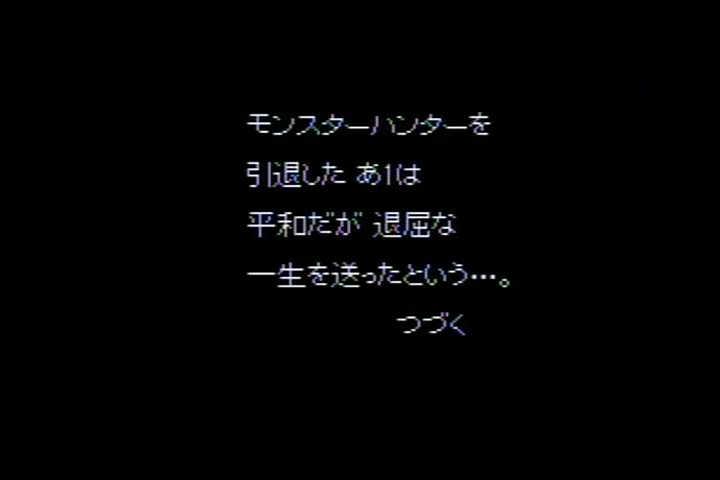 モンスターハンターを
引退した あ1は
平和だが 退屈な
一生を送ったという…。
つづく